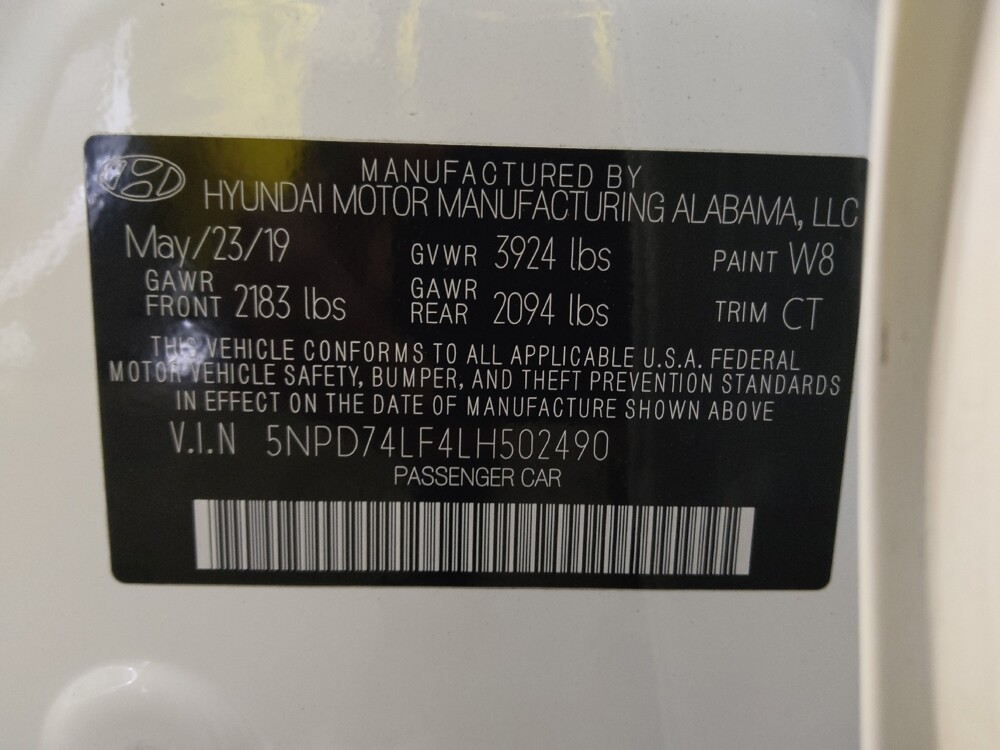 MANUFACTURED BY
HYUNDAI MOTOR MANUFACTURING ALABAMA, LLC
May/23/19 GVWR 3924 lbs PAINT W8
GAWR FRONT 2183 lbs GAWR REAR 2094 lbs TRIM CT
THIS VEHICLE CONFORMS TO ALL APPLICABLE U.S.A. FEDERAL
MOTOR VEHICLE SAFETY, BUMPER, AND THEFT PREVENTION STANDARDS
IN EFFECT ON THE DATE OF MANUFACTURE SHOWN ABOVE
V.I.N 5NPD74LF4LH502490
PASSENGER CAR